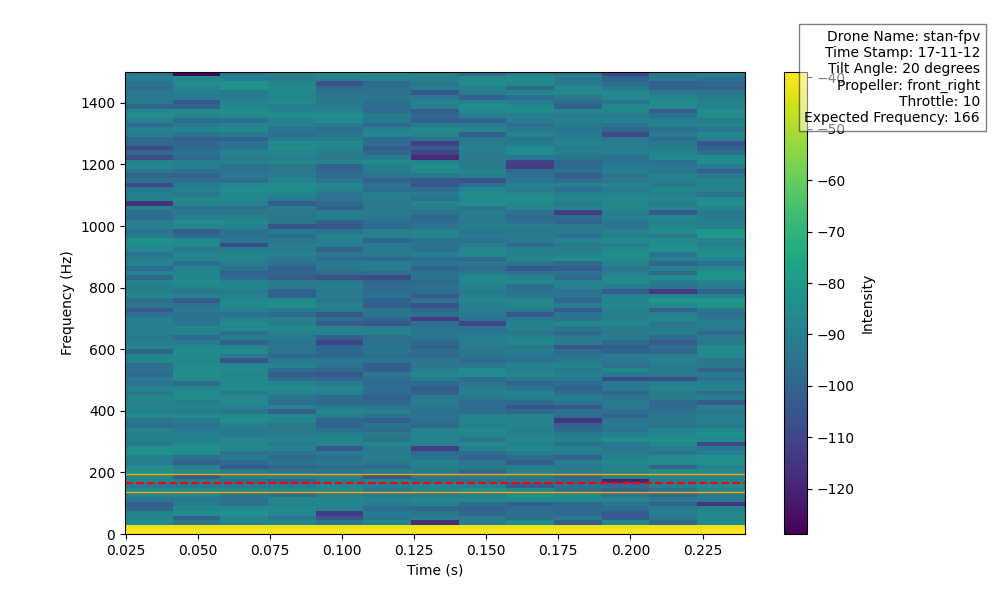 Drone Name: stan-fpv
Time Stamp: 17-11-12
Tilt Angle: 20 degrees
Propeller: front_right
Throttle: 10
Expected Frequency: 166
1400
1200
1000
800
600
400
200
0
Frequency (Hz)
0.025 0.050 0.075 0.100 0.125 0.150 0.175 0.200 0.225
Time (s)
−40
−50
−60
−70
−80
−90
−100
−110
−120
Intensity